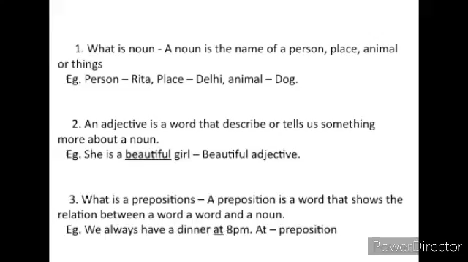 1. What is noun - A noun is the name of a person, place, animal
or things
Eg. Person – Rita, Place – Delhi, animal – Dog.
2. An adjective is a word that describe or tells us something
more about a noun.
Eg. She is a beautiful girl – Beautiful adjective.
3. What is a prepositions – A preposition is a word that shows the
relation between a word a word and a noun.
Eg. We always have a dinner at 8pm. At – preposition
PowerDirector